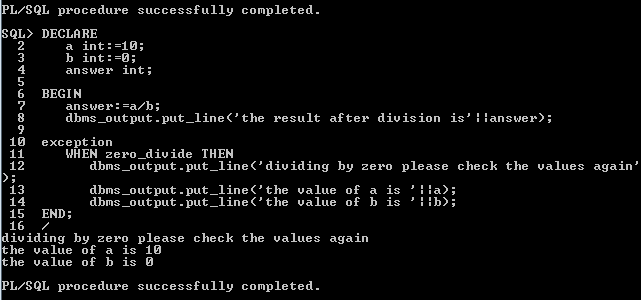 PL/SQL procedure successfully completed.
SQL> DECLARE
  2     a int:=10;
  3     b int:=0;
  4     answer int;
  5
  6  BEGIN
  7     answer:=a/b;
  8     dbms_output.put_line('the result after division is'||answer);
  9
 10  exception
 11     WHEN zero_divide THEN
 12        dbms_output.put_line('dividing by zero please check the values again'
);
 13        dbms_output.put_line('the value of a is '||a);
 14        dbms_output.put_line('the value of b is '||b);
 15  END;
 16  /
dividing by zero please check the values again
the value of a is 10
the value of b is 0
PL/SQL procedure successfully completed.